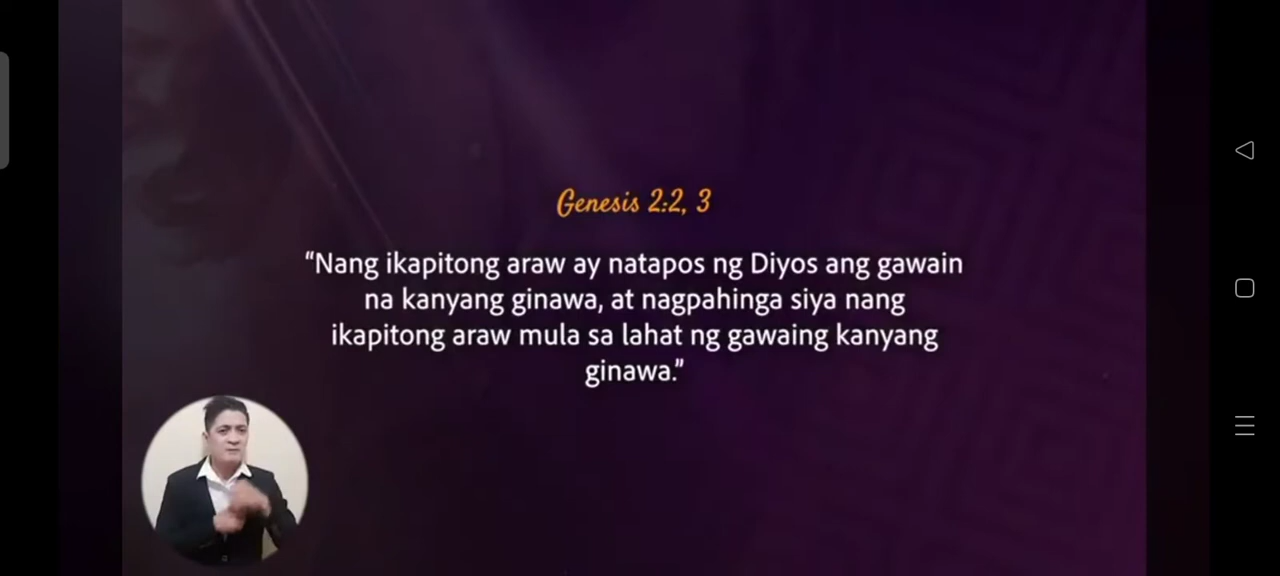 Genesis 2:2, 3
“Nang ikapitong araw ay natapos ng Diyos ang gawain
na kanyang ginawa, at nagpahinga siya nang
ikapitong araw mula sa lahat ng gawaing kanyang
ginawa.”